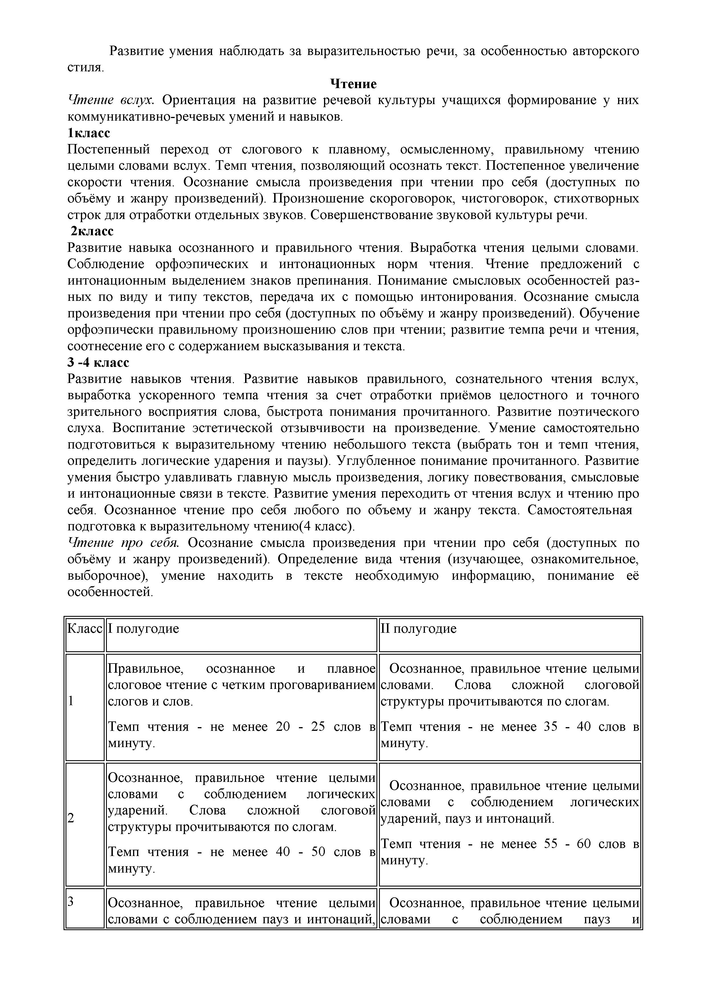 Развитие умения наблюдать за выразительностью речи, за особенностью авторского
стиля.
Чтение
Чтение вслух. Ориентация на развитие речевой культуры учащихся формирование у них
коммуникативно-речевых умений и навыков.
1класс
Постепенный переход от слогового к плавному, осмысленному, правильному чтению
целыми словами вслух. Темп чтения, позволяющий осознать текст. Постепенное увеличение
скорости чтения. Осознание смысла произведения при чтении про себя (доступных по
объёму и жанру произведений). Произношение скороговорок, чистоговорок, стихотворных
строк для отработки отдельных звуков. Совершенствование звуковой культуры речи.
2класс
Развитие навыка осознанного и правильного чтения. Выработка чтения целыми словами.
Соблюдение орфоэпических и интонационных норм чтения. Чтение предложений с
интонационным выделением знаков препинания. Понимание смысловых особенностей раз-
ных по виду и типу текстов, передача их с помощью интонирования. Осознание смысла
произведения при чтении про себя (доступных по объёму и жанру произведений). Обучение
орфоэпически правильному произношению слов при чтении; развитие темпа речи и чтения,
соотнесение его с содержанием высказывания и текста.
3 -4 класс
Развитие навыков чтения. Развитие навыков правильного, сознательного чтения вслух,
выработка ускоренного темпа чтения за счет отработки приёмов целостного и точного
зрительного восприятия слова, быстрота понимания прочитанного. Развитие поэтического
слуха. Воспитание эстетической отзывчивости на произведение. Умение самостоятельно
подготовиться к выразительному чтению небольшого текста (выбрать тон и темп чтения,
определить логические ударения и паузы). Углубленное понимание прочитанного. Развитие
умения быстро улавливать главную мысль произведения, логику повествования, смысловые
и интонационные связи в тексте. Развитие умения переходить от чтения вслух и чтению про
себя. Осознанное чтение про себя любого по объему и жанру текста. Самостоятельная
подготовка к выразительному чтению(4 класс).
Чтение про себя. Осознание смысла произведения при чтении про себя (доступных по
объёму и жанру произведений). Определение вида чтения (изучающее, ознакомительное,
выборочное), умение находить в тексте необходимую информацию, понимание её
особенностей.
Класс
I полугодие
II полугодие
1
Правильное, осознанное и плавное
слоговое чтение с четким проговариванием
слогов и слов.
Темп чтения - не менее 20 - 25 слов в
минуту.
Осознанное, правильное чтение целыми
словами. Слова сложной слоговой
структуры прочитываются по слогам.
Темп чтения - не менее 35 - 40 слов в
минуту.
2
Осознанное, правильное чтение целыми
словами с соблюдением логических
ударений. Слова сложной слоговой
структуры прочитываются по слогам.
Темп чтения - не менее 40 - 50 слов в
минуту.
Осознанное, правильное чтение целыми
словами с соблюдением логических
ударений, пауз и интонаций.
Темп чтения - не менее 55 - 60 слов в
минуту.
3
Осознанное, правильное чтение целыми
словами с соблюдением пауз и интонаций,
Осознанное, правильное чтение целыми
словами с соблюдением пауз и